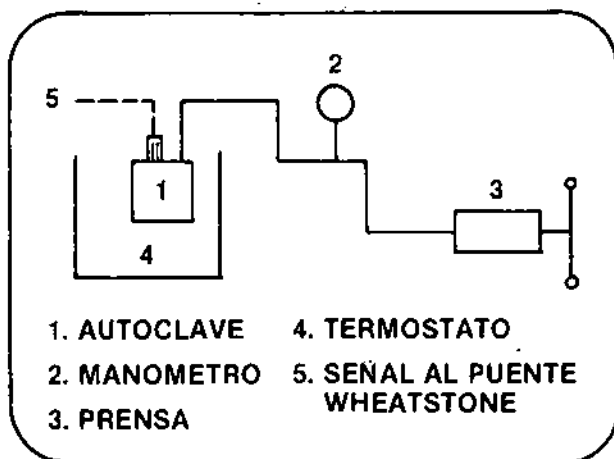 2
5
1
3
4
1. AUTOCLAVE
4. TERMOSTATO
2. MANOMETRO
5. SEÑAL AL PUENTE
WHEATSTONE
3. PRENSA